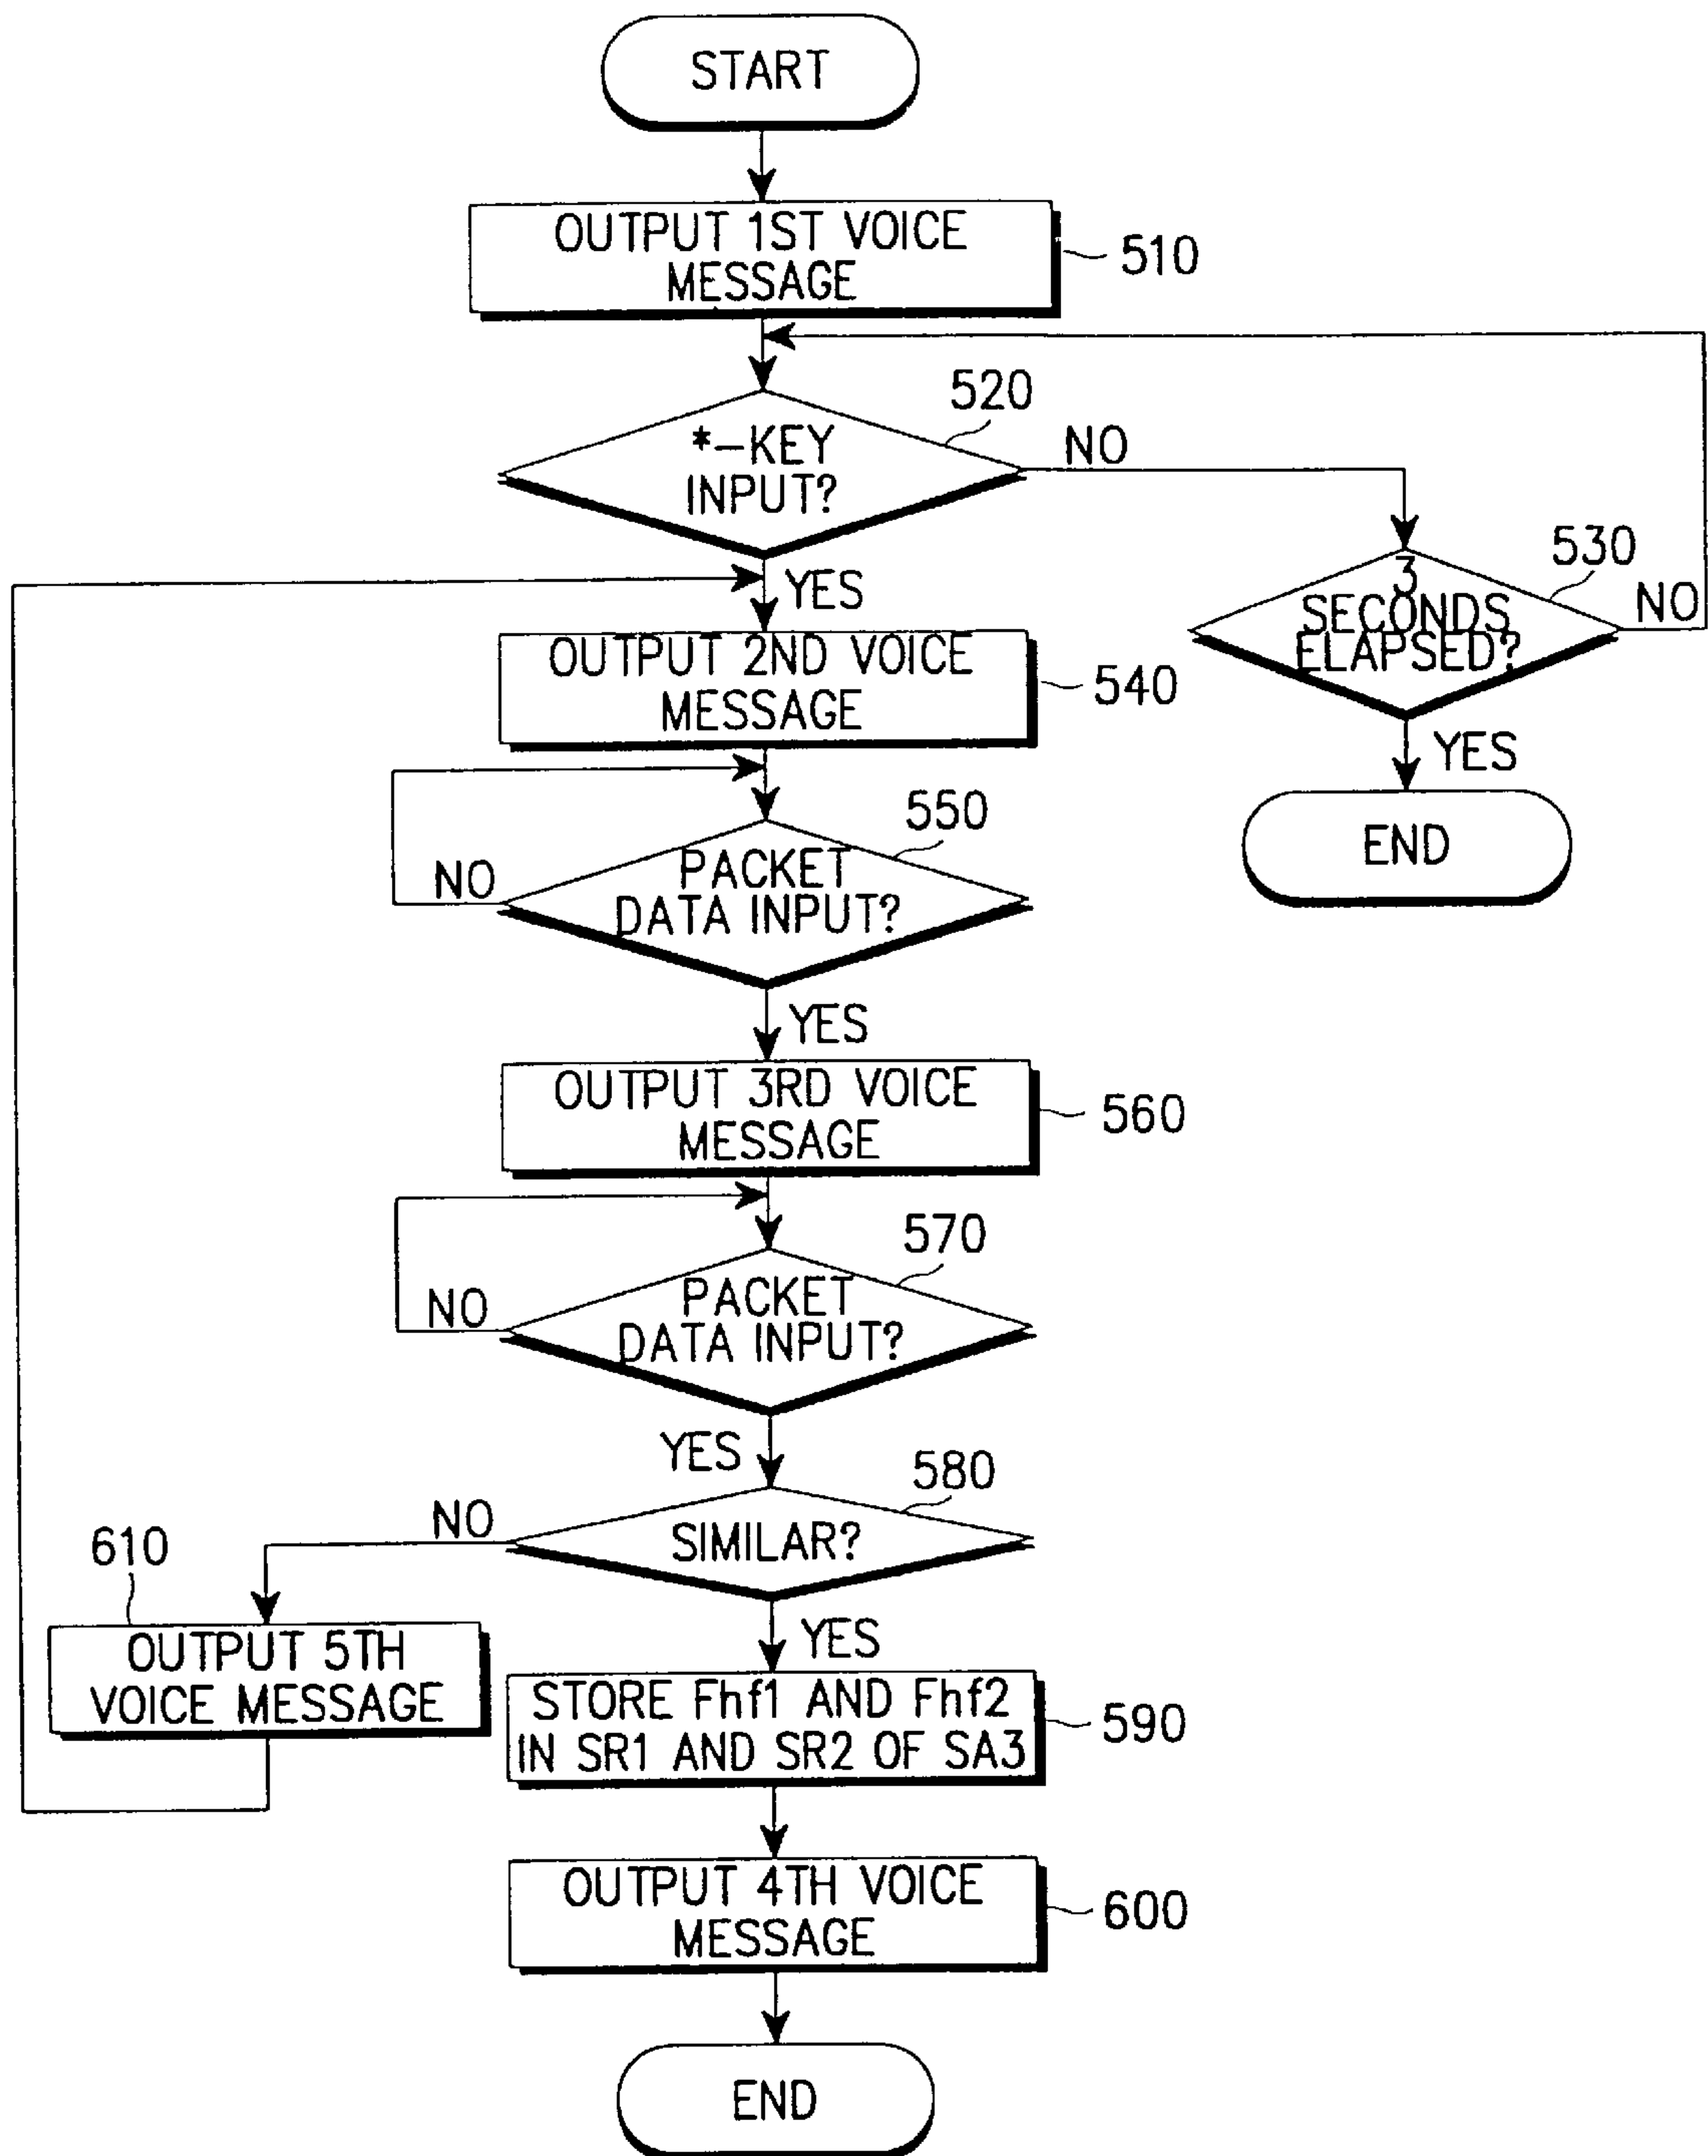 START
OUTPUT 1ST VOICE
MESSAGE
510
520
*-KEY
INPUT?
NO
530
3
SECONDS
ELAPSED?
NO
YES
OUTPUT 2ND VOICE
MESSAGE
540
YES
END
550
PACKET
DATA INPUT?
NO
YES
OUTPUT 3RD VOICE
MESSAGE
560
570
PACKET
DATA INPUT?
NO
YES
580
SIMILAR?
NO
610
OUTPUT 5TH
VOICE MESSAGE
YES
STORE Fhf1 AND Fhf2
IN SR1 AND SR2 OF SA3
590
OUTPUT 4TH VOICE
MESSAGE
600
END